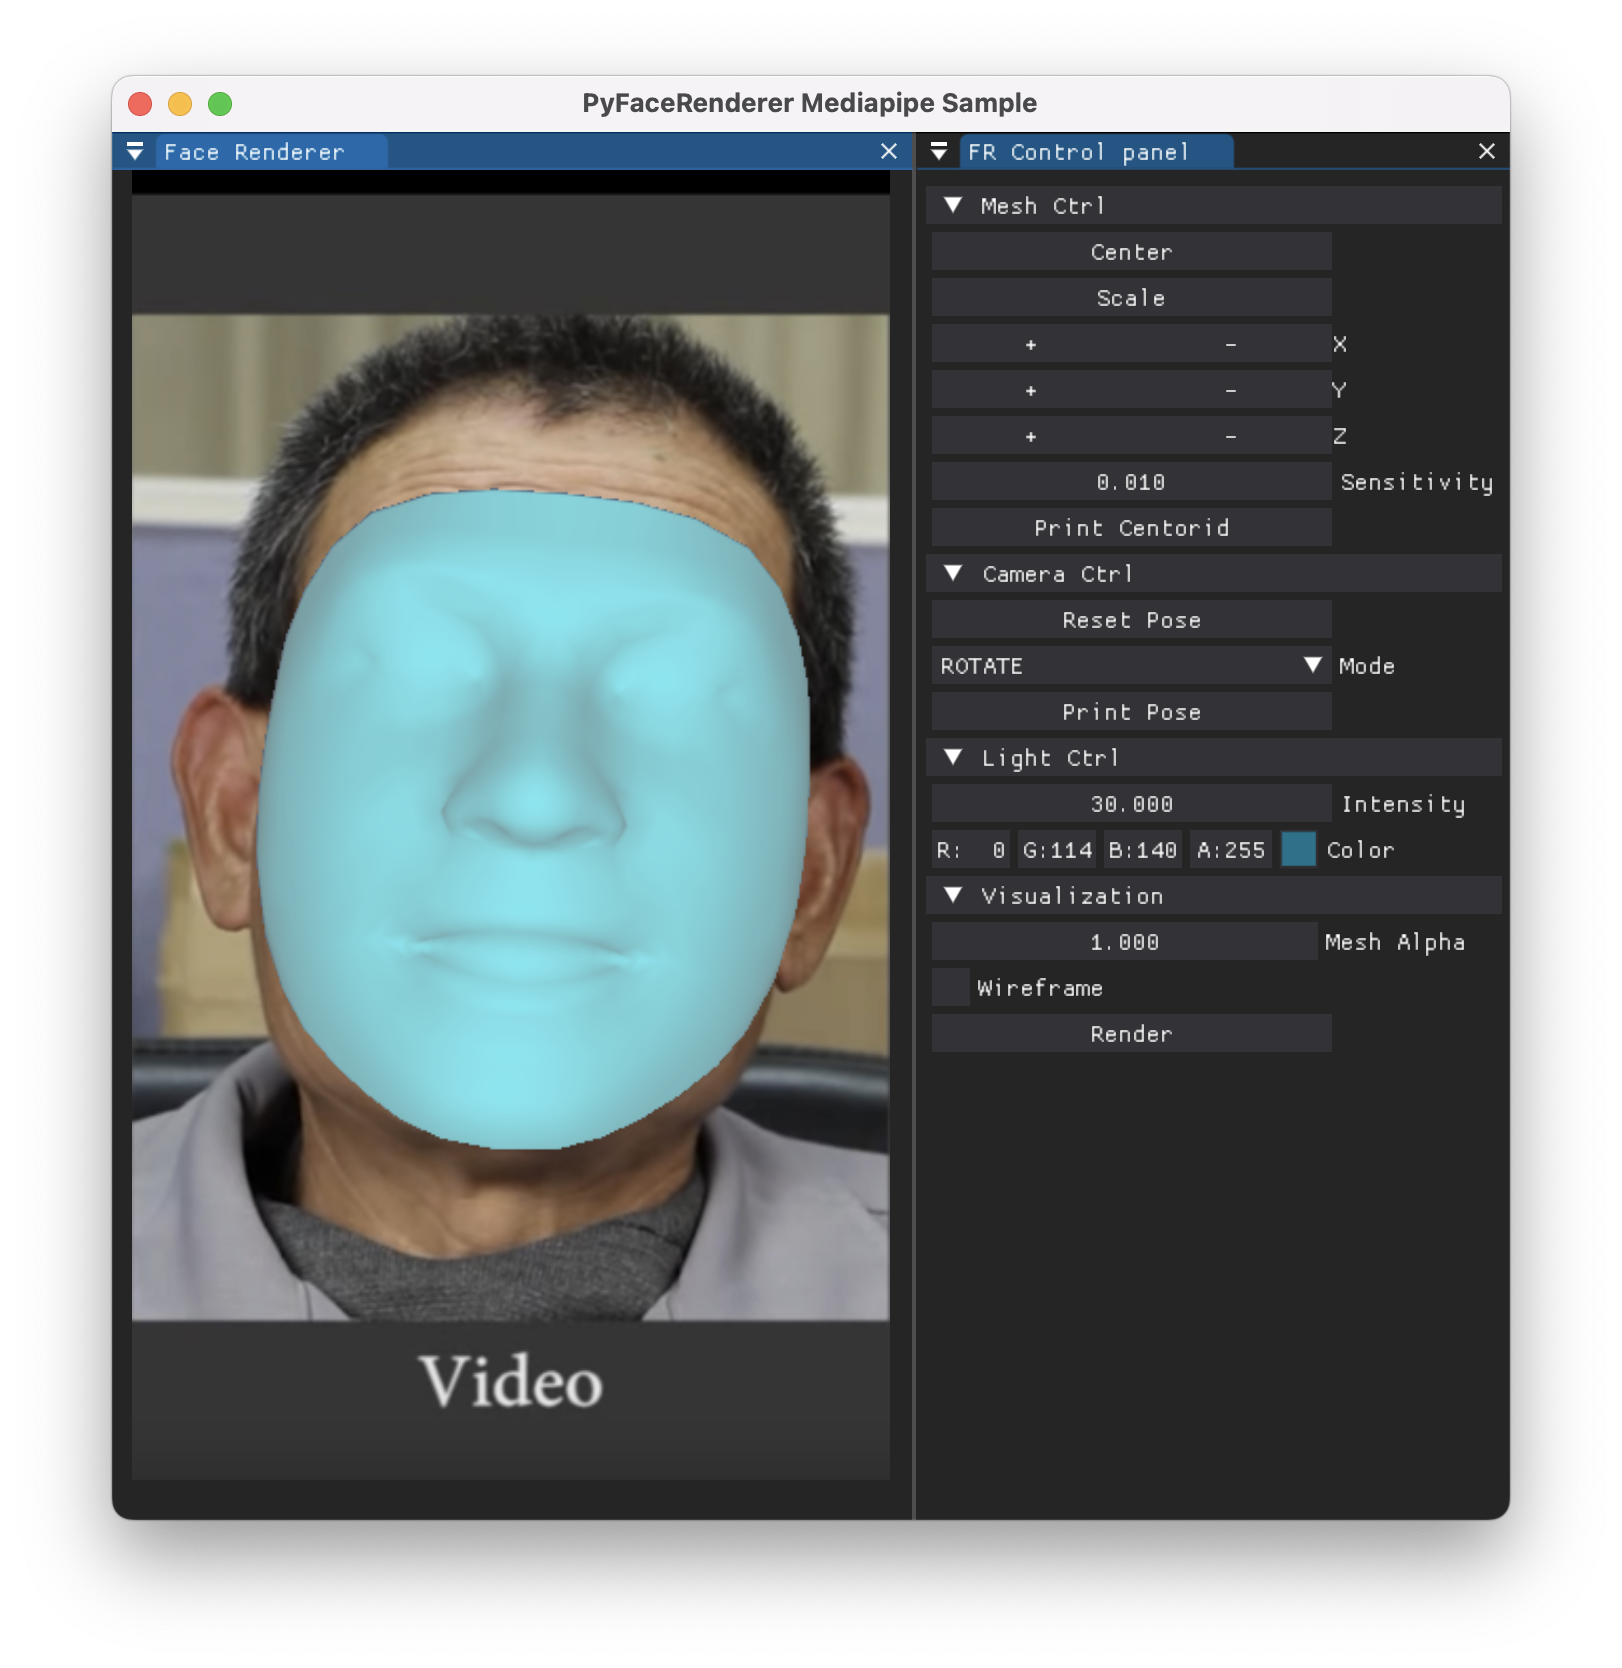 PyFaceRenderer Mediapipe Sample
Face Renderer
Video
FR Control panel
Mesh Ctrl
Center
Scale
+ - X
+ - Y
+ - Z
0.010 Sensitivity
Print Centorid
Camera Ctrl
Reset Pose
ROTATE Mode
Print Pose
Light Ctrl
30.000 Intensity
R: 0 G:114 B:140 A:255 Color
Visualization
1.000 Mesh Alpha
Wireframe
Render